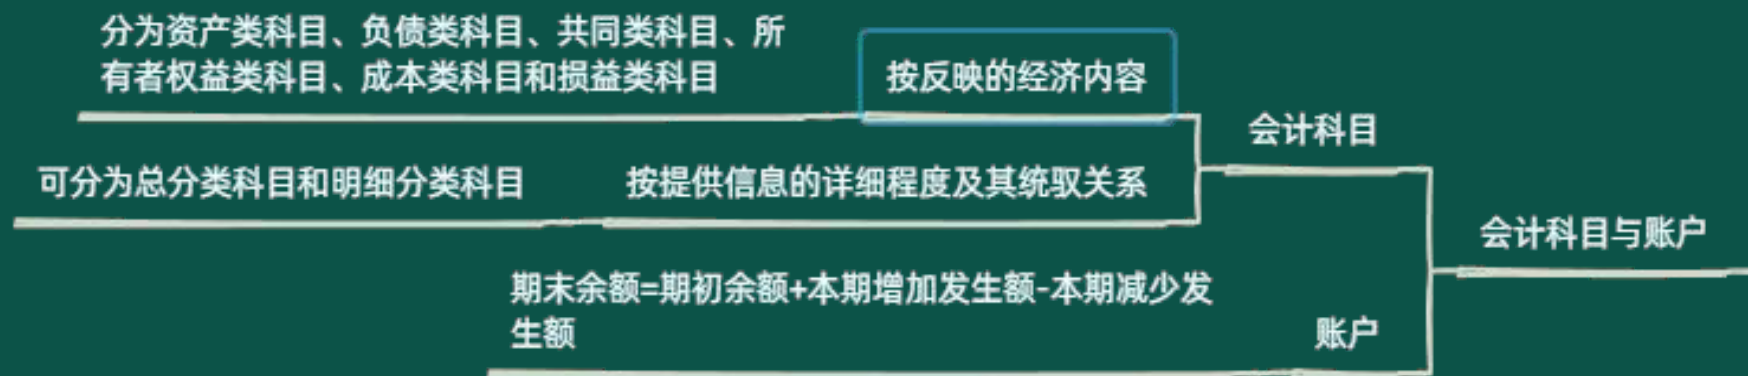 分为资产类科目、负债类科目、共同类科目、所
有者权益类科目、成本类科目和损益类科目
按反映的经济内容
会计科目
可分为总分类科目和明细分类科目
按提供信息的详细程度及其统驭关系
会计科目与账户
期末余额=期初余额+本期增加发生额-本期减少发
生额
账户